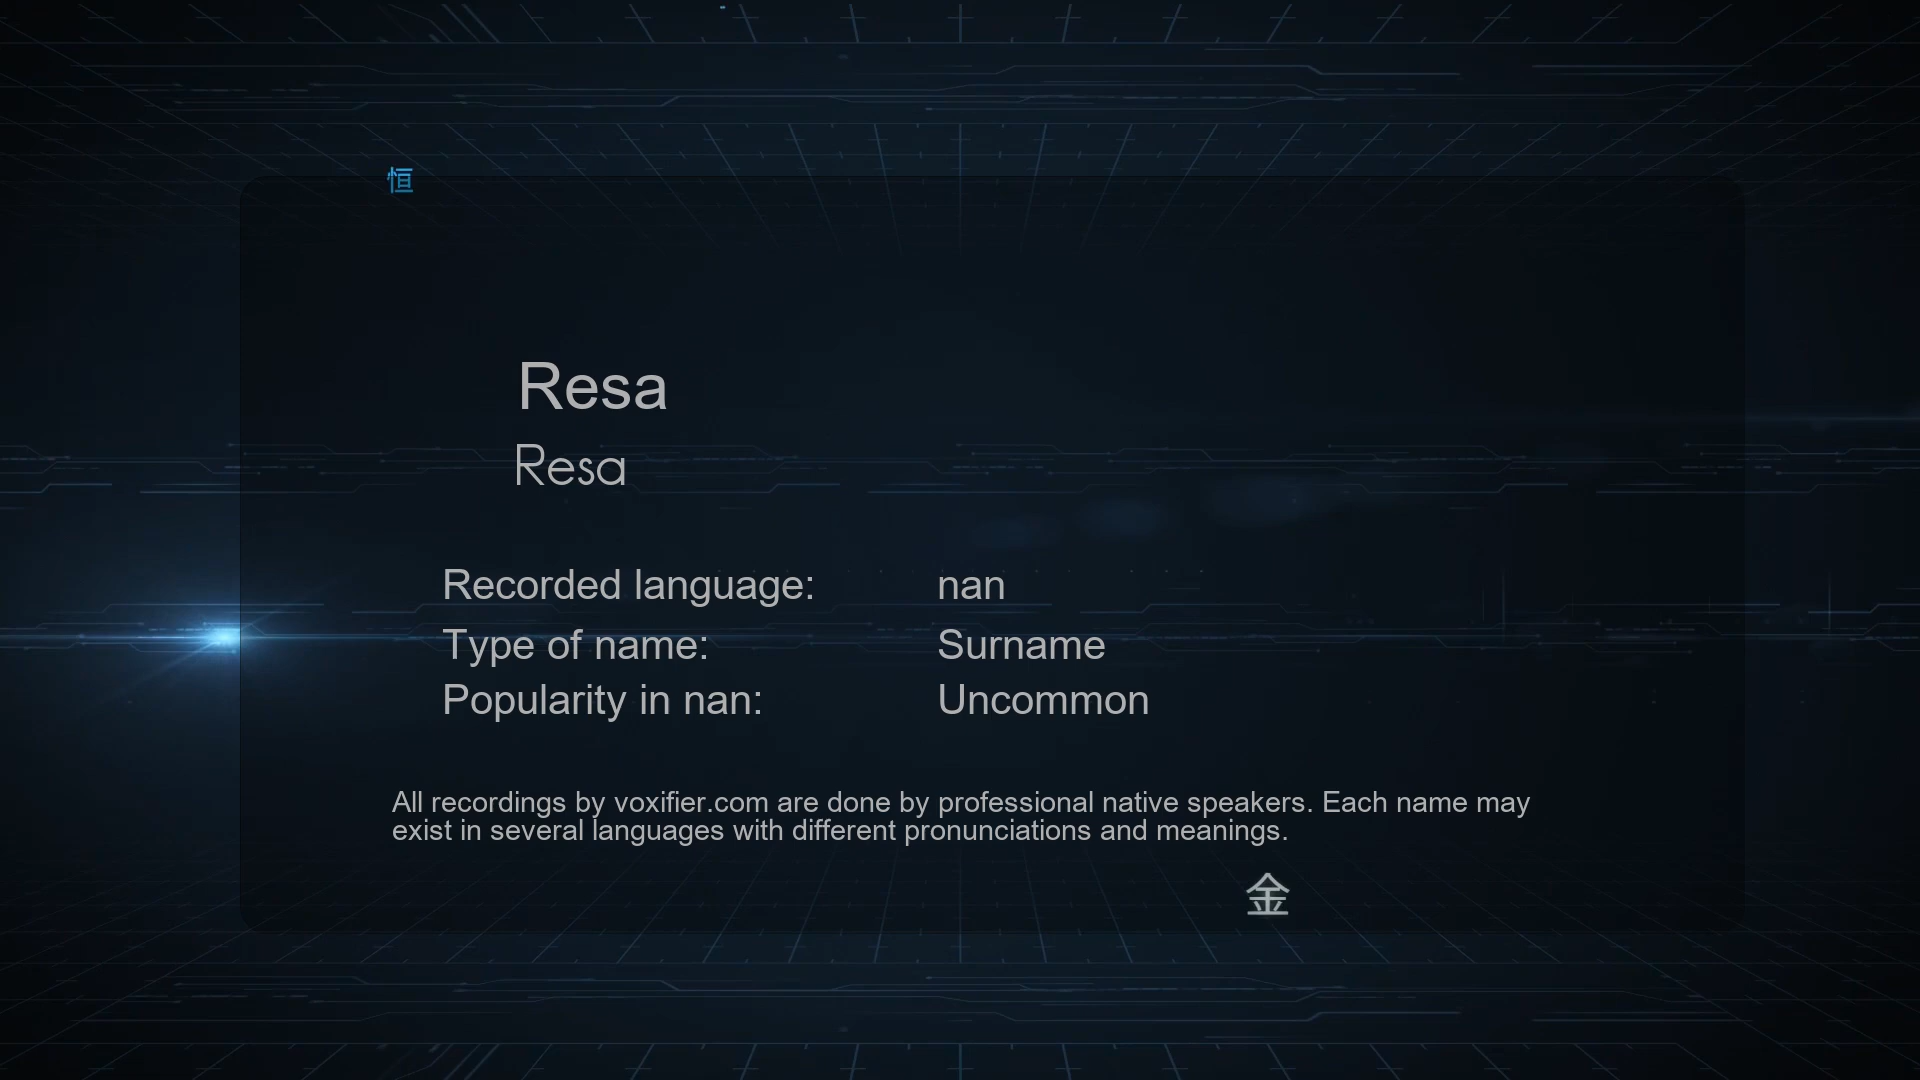 恒
Resa
Resa
Recorded language: nan
Type of name: Surname
Popularity in nan: Uncommon
All recordings by voxifier.com are done by professional native speakers. Each name may
exist in several languages with different pronunciations and meanings.
金